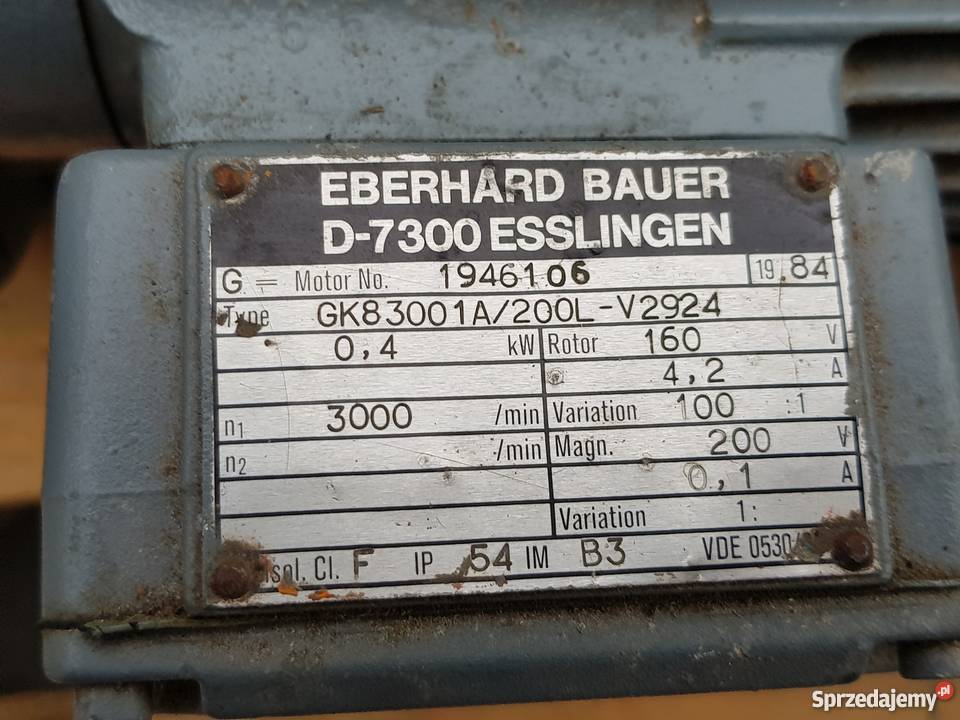 EBERHARD BAUER
D-7300 ESSLINGEN
G = Motor No. 1946106 19.84
Type GK83001A/200L-V2924
0,4 kW Rotor 160 V
4,2 A
n1 3000 /min Variation 100 :1
n2 /min Magn. 200 V
0,1 A
Variation 1:
Isol. Cl. F IP 54 IM B3 VDE 0530/
Sprzedajemy.pl